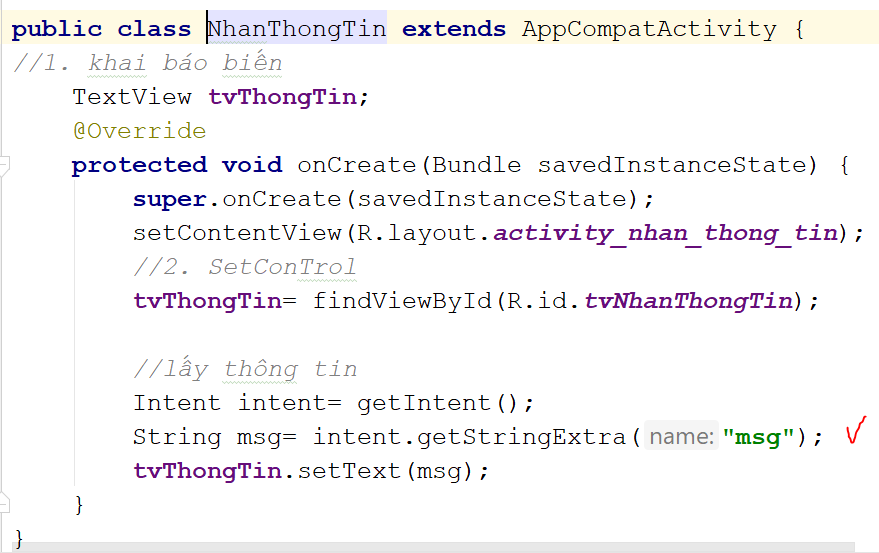 public class NhanThongTin extends AppCompatActivity {
//1. khai báo biến
TextView tvThongTin;
@Override
protected void onCreate(Bundle savedInstanceState) {
super.onCreate(savedInstanceState);
setContentView(R.layout.activity_nhan_thong_tin);
//2. SetConTrol
tvThongTin= findViewById(R.id.tvNhanThongTin);
//lấy thông tin
Intent intent= getIntent();
String msg= intent.getStringExtra( name: "msg");
tvThongTin.setText(msg);
}
}